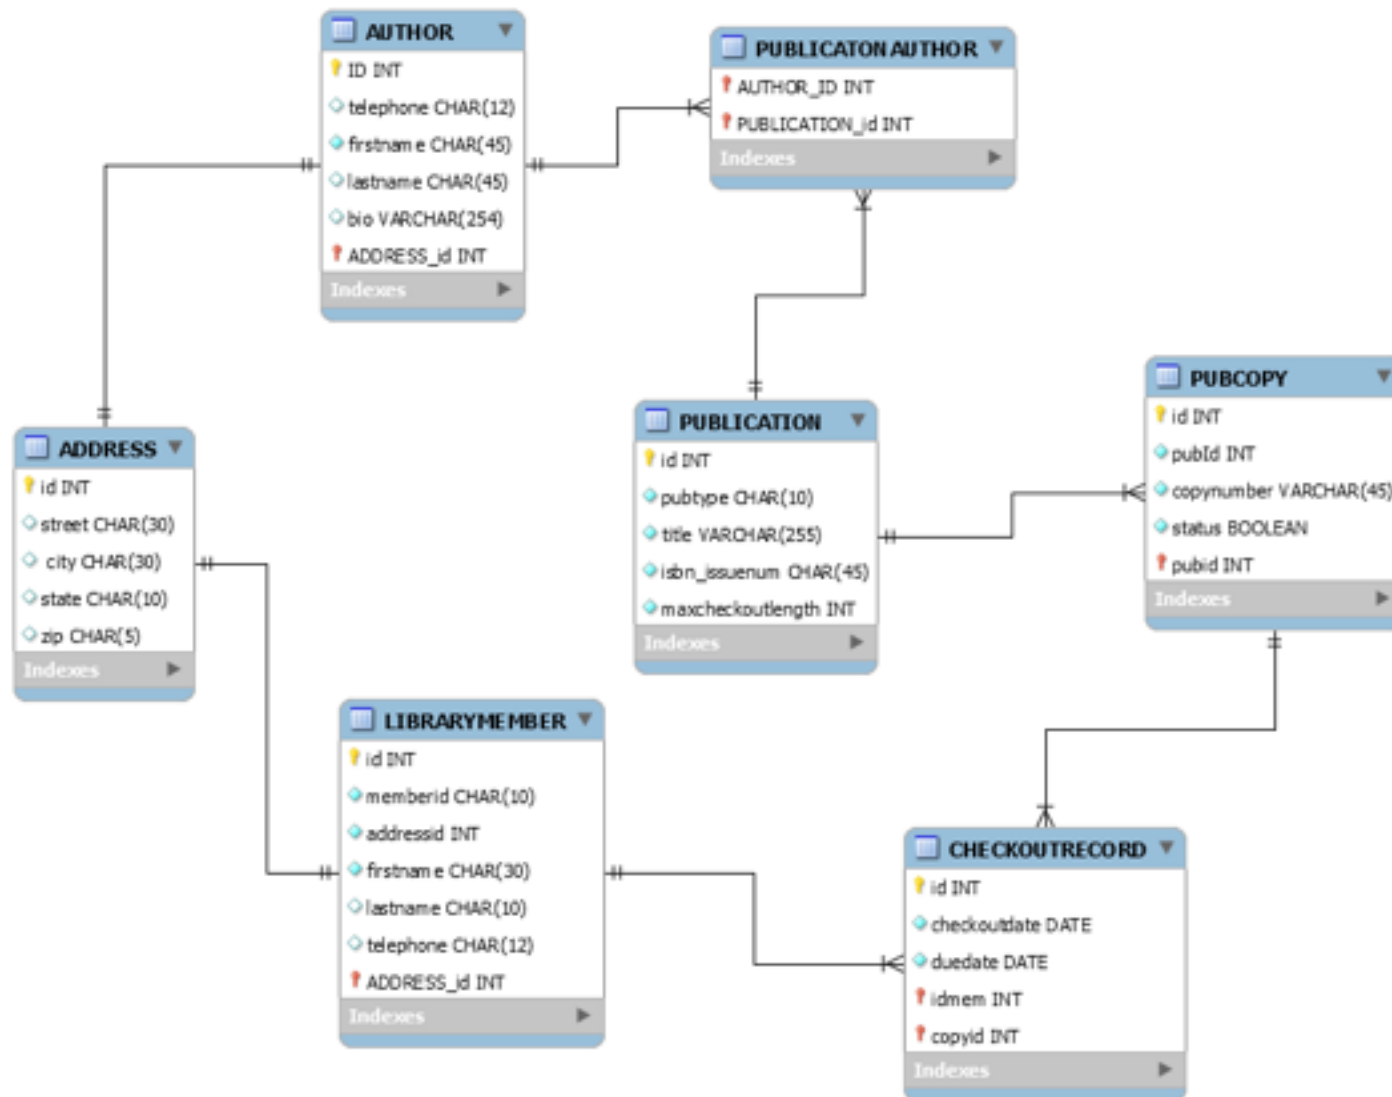 AUTHOR
ID INT
telephone CHAR(12)
firstname CHAR(45)
lastname CHAR(45)
bio VARCHAR(254)
ADDRESS_id INT
Indexes
PUBLICATONAUTHOR
AUTHOR_ID INT
PUBLICATION_id INT
Indexes
ADDRESS
id INT
street CHAR(30)
city CHAR(30)
state CHAR(10)
zip CHAR(5)
Indexes
PUBLICATION
id INT
pubtype CHAR(10)
title VARCHAR(255)
isbn_issuenum CHAR(45)
maxcheckoutlength INT
Indexes
PUBCOPY
id INT
pubId INT
copynumber VARCHAR(45)
status BOOLEAN
pubid INT
Indexes
LIBRARYMEMBER
id INT
memberid CHAR(10)
addressid INT
firstname CHAR(30)
lastname CHAR(10)
telephone CHAR(12)
ADDRESS_id INT
Indexes
CHECKOUTRECORD
id INT
checkoutdate DATE
duedate DATE
idmem INT
copyid INT
Indexes